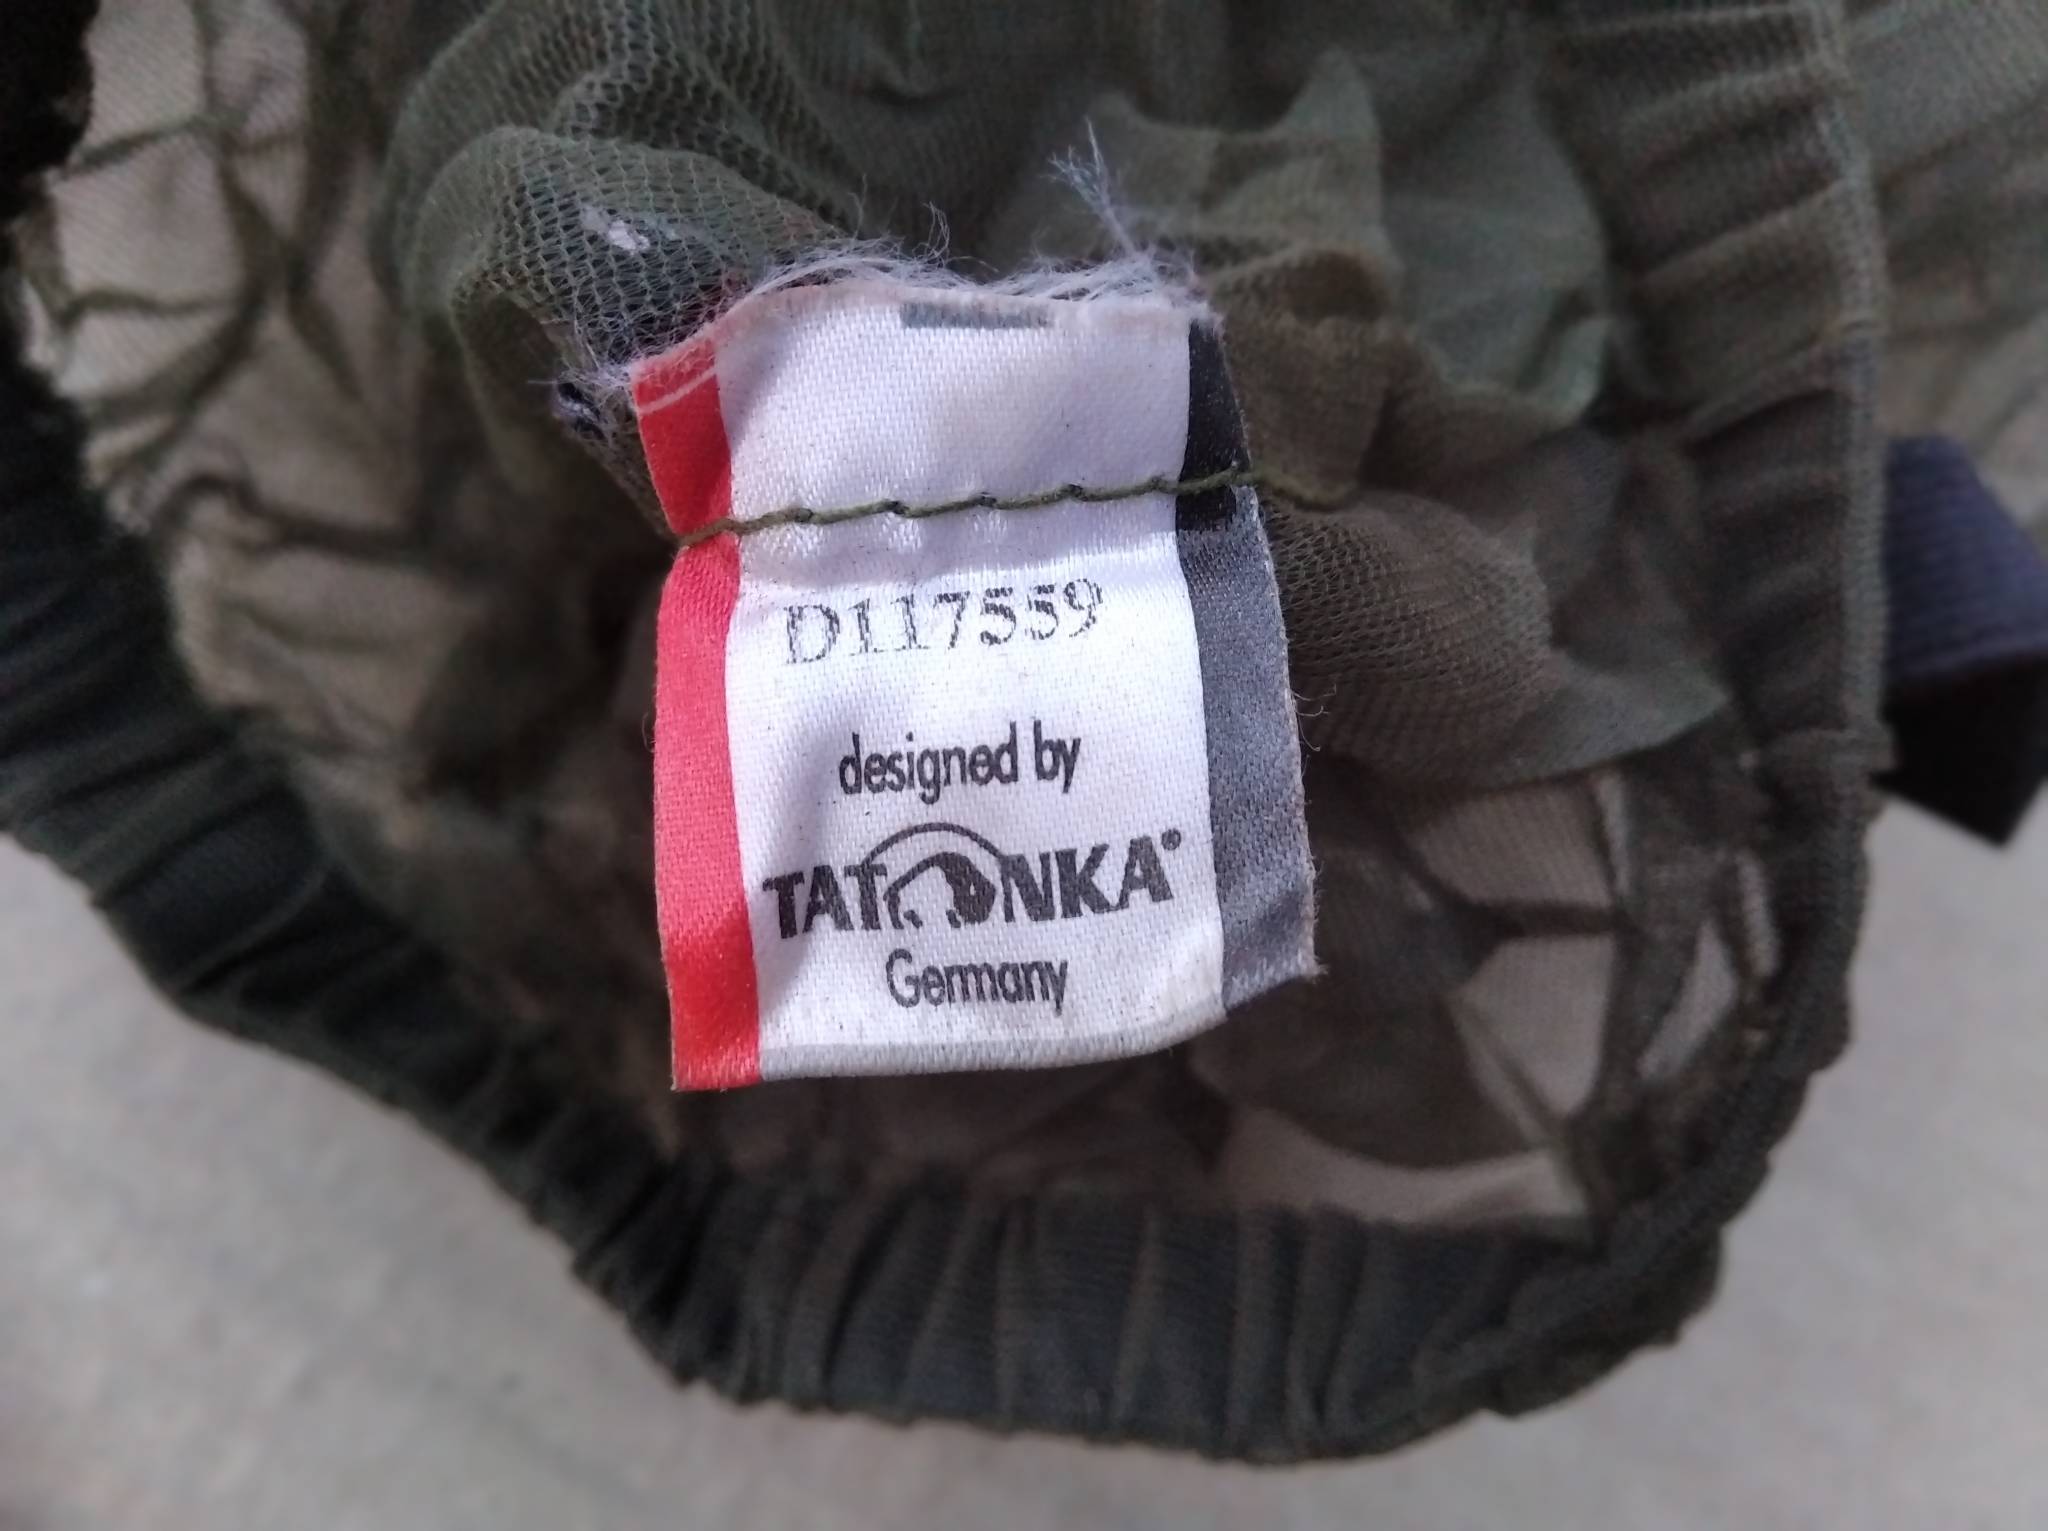 D117559
designed by
TATONKA®
Germany